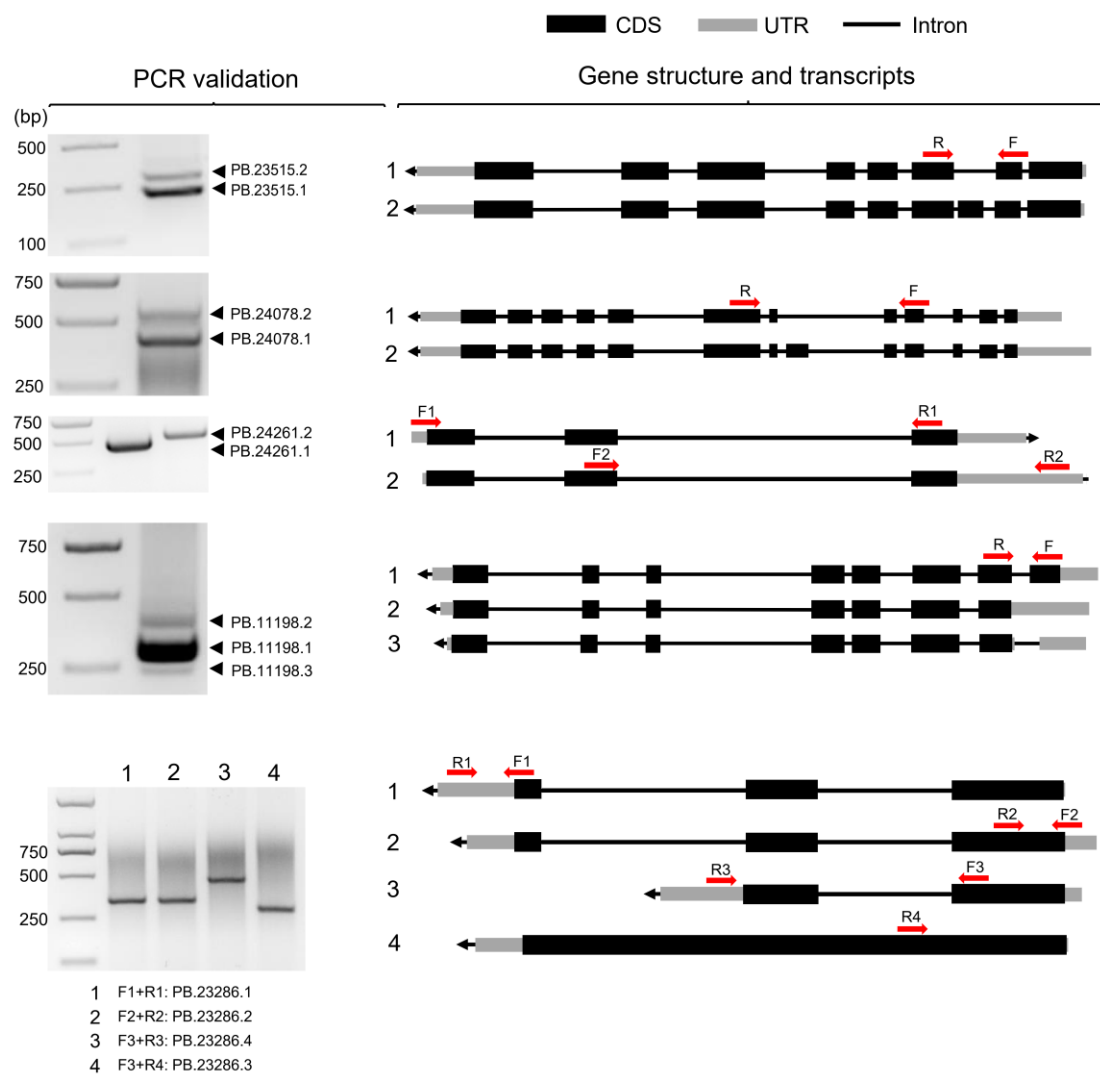 CDS UTR Intron
PCR validation
Gene structure and transcripts
(bp)
500
250
100
PB.23515.2
PB.23515.1
1
2
R F
750
500
250
PB.24078.2
PB.24078.1
1
2
R F
750
500
250
PB.24261.2
PB.24261.1
F1 R1
1
F2 R2
2
750
500
250
PB.11198.2
PB.11198.1
PB.11198.3
R F
1
2
3
1 2 3 4
750
500
250
R1 F1
1
R2 F2
2
R3 F3
3
R4
4
1 F1+R1: PB.23286.1
2 F2+R2: PB.23286.2
3 F3+R3: PB.23286.4
4 F3+R4: PB.23286.3